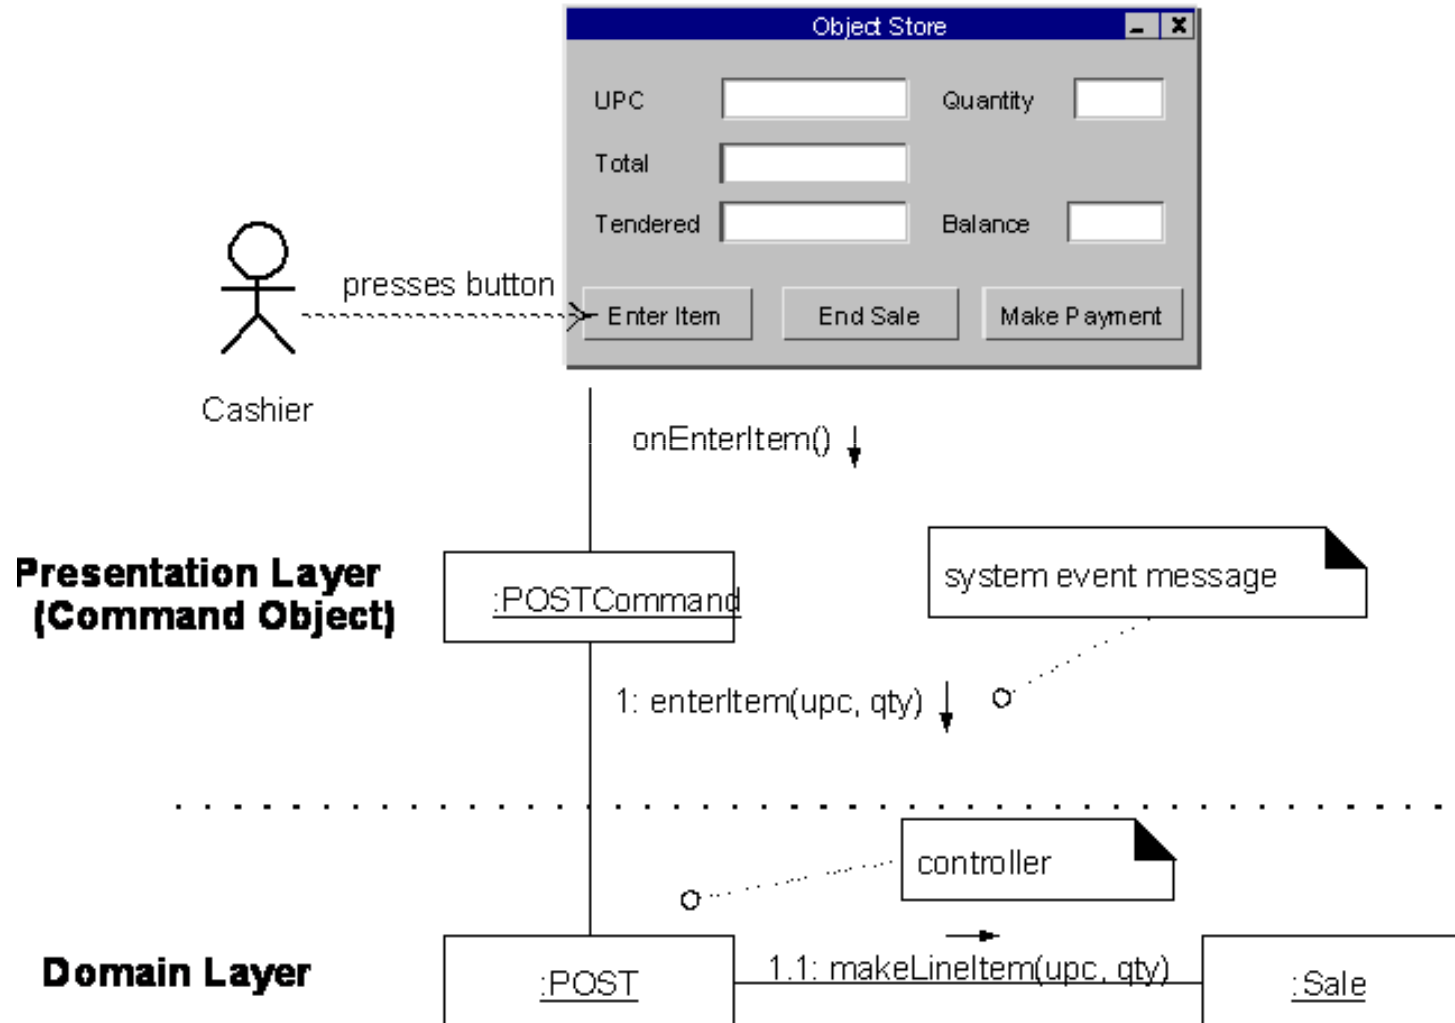 Object Store
UPC
Quantity
Total
Tendered
Balance
presses button
Enter Item
End Sale
Make Payment
Cashier
onEnterItem()
Presentation Layer
(Command Object)
:POSTCommand
system event message
1: enterItem(upc, qty)
controller
Domain Layer
:POST
1.1: makeLineItem(upc, qty)
:Sale